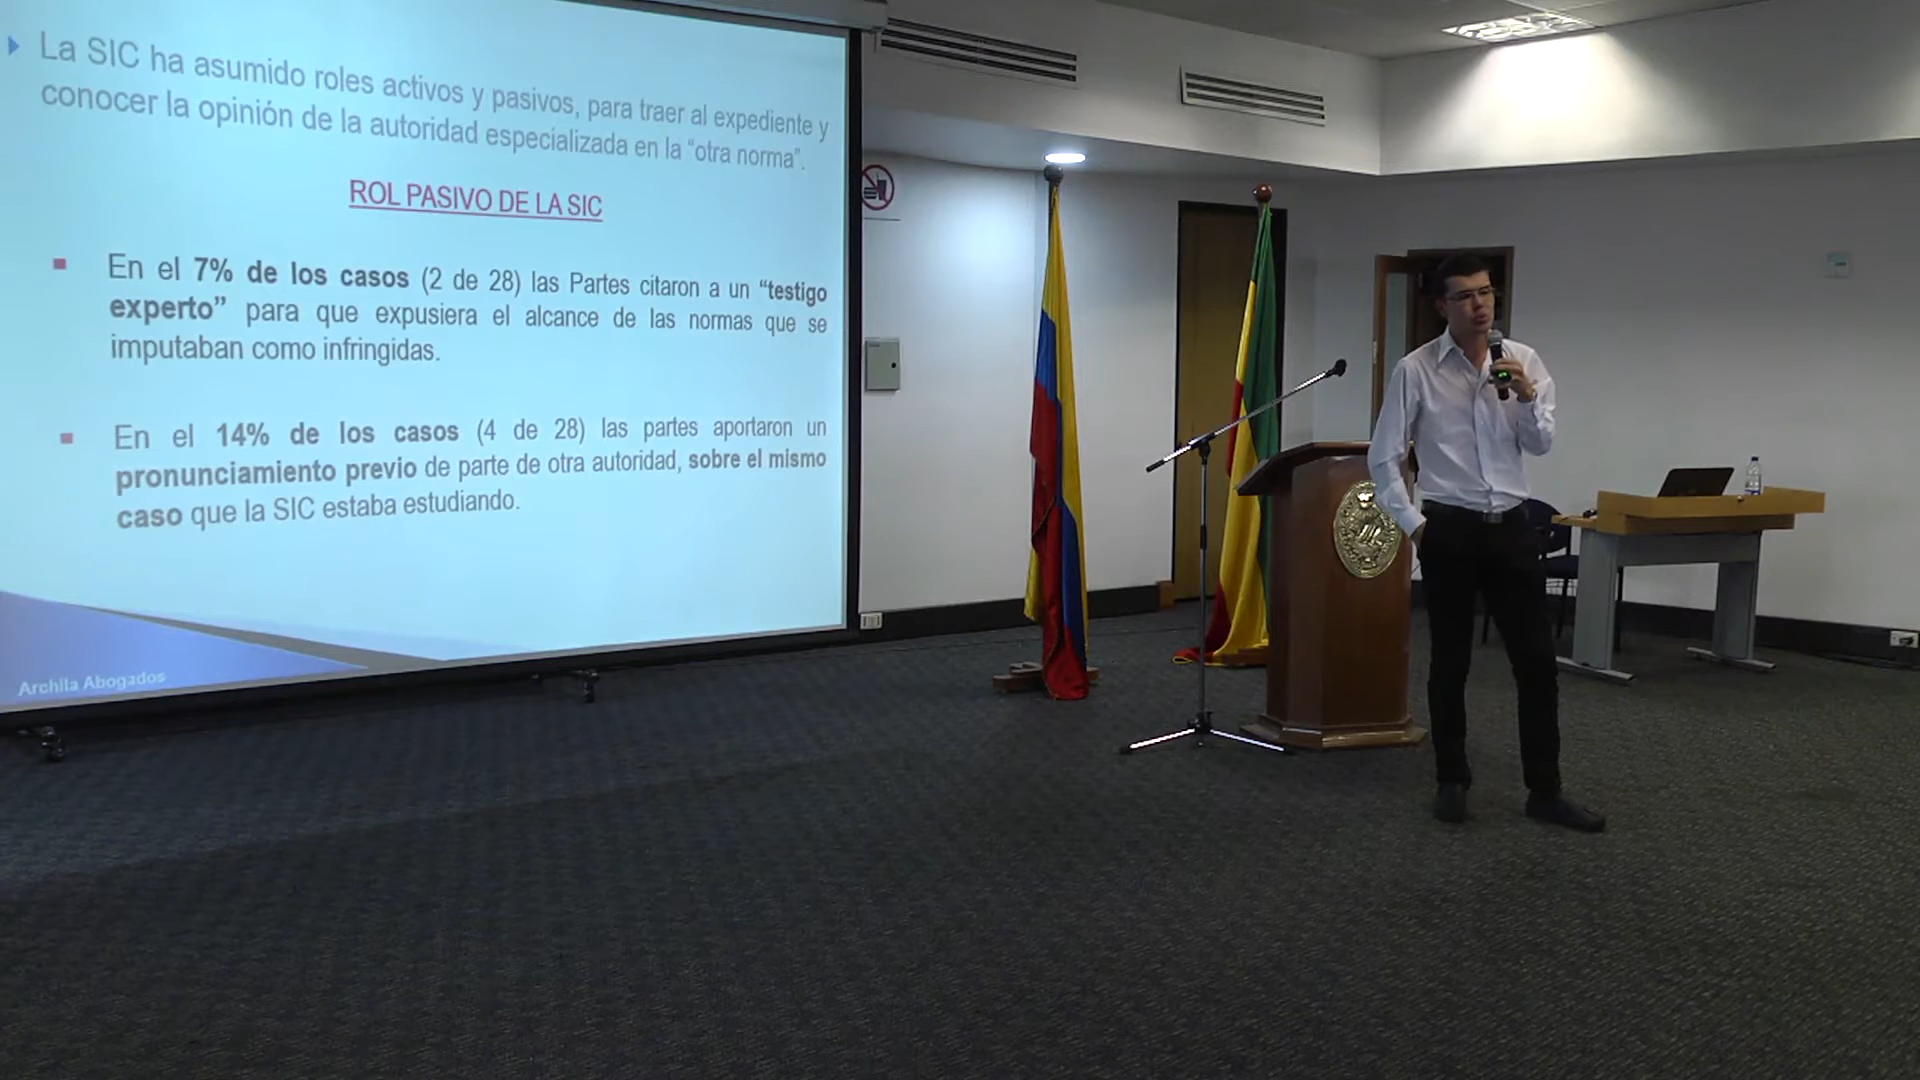 La SIC ha asumido roles activos y pasivos, para traer al expediente y
conocer la opinión de la autoridad especializada en la “otra norma”.
ROL PASIVO DE LA SIC
En el 7% de los casos (2 de 28) las Partes citaron a un “testigo
experto” para que expusiera el alcance de las normas que se
imputaban como infringidas.
En el 14% de los casos (4 de 28) las partes aportaron un
pronunciamiento previo de parte de otra autoridad, sobre el mismo
caso que la SIC estaba estudiando.
Archila Abogados